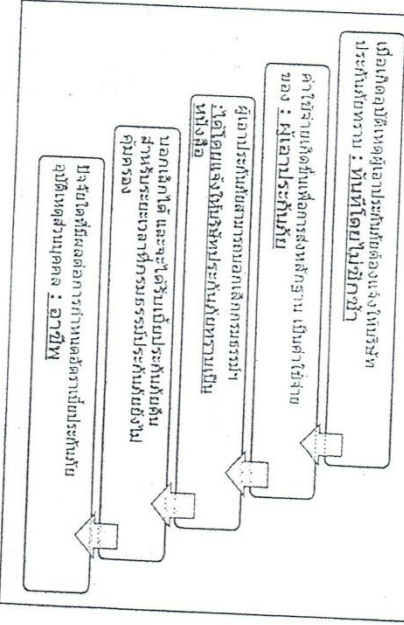 เมื่อเกิดอุบัติเหตุผู้เอาประกันภัยต้องแจ้งให้บริษัท
ประกันภัยทราบ : ทันทีโดยไม่ชักช้า
ค่าใช้จ่ายเกิดขึ้นเพื่อการส่งหลักฐาน เป็นค่าใช้จ่าย
ของ : ผู้เอาประกันภัย
ผู้เอาประกันภัยสามารถบอกเลิกกรมธรรม์ฯ
:ได้โดยแจ้งให้บริษัทประกันภัยทราบเป็น
หนังสือ
บอกเลิกได้ และจะได้รับเบี้ยประกันภัยคืน
สำหรับระยะเวลาที่กรมธรรม์ประกันภัยยังไม่
คุ้มครอง
ปัจจัยใดที่มีผลต่อการกำหนดอัตราเบี้ยประกันภัย
อุบัติเหตุส่วนบุคคล : อาชีพ